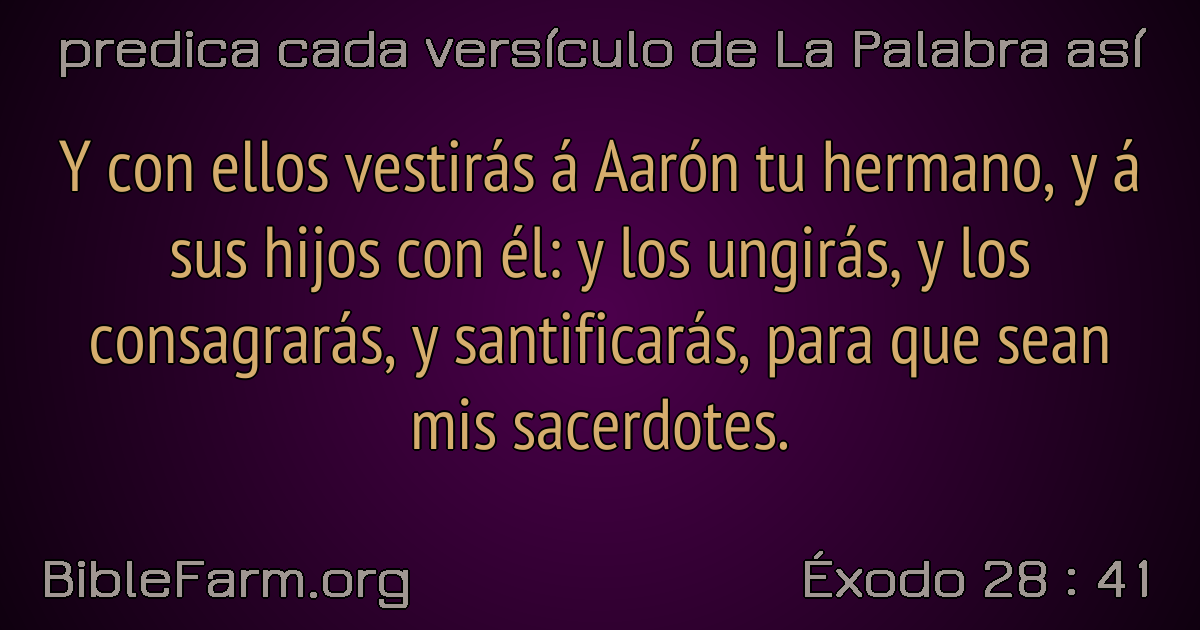 predica cada versículo de La Palabra así
Y con ellos vestirás á Aarón tu hermano, y á
sus hijos con él: y los ungirás, y los
consagrarás, y santificarás, para que sean
mis sacerdotes.
BibleFarm.org
Éxodo 28 : 41